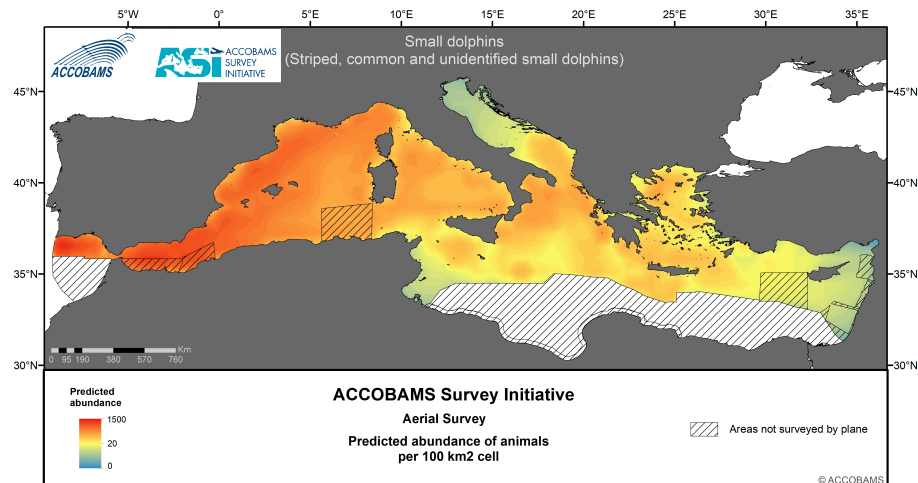 5°W 0° 5°E 10°E 15°E 20°E 25°E 30°E 35°E
ACCOBAMS
ASI
ACCOBAMS
SURVEY
INITIATIVE
Small dolphins
(Striped, common and unidentified small dolphins)
45°N 45°N
40°N 40°N
35°N 35°N
30°N 30°N
Km
0 95 190 380 570 760
Predicted
abundance
1500
20
0
ACCOBAMS Survey Initiative
Aerial Survey
Predicted abundance of animals
per 100 km2 cell
Areas not surveyed by plane
© ACCOBAMS